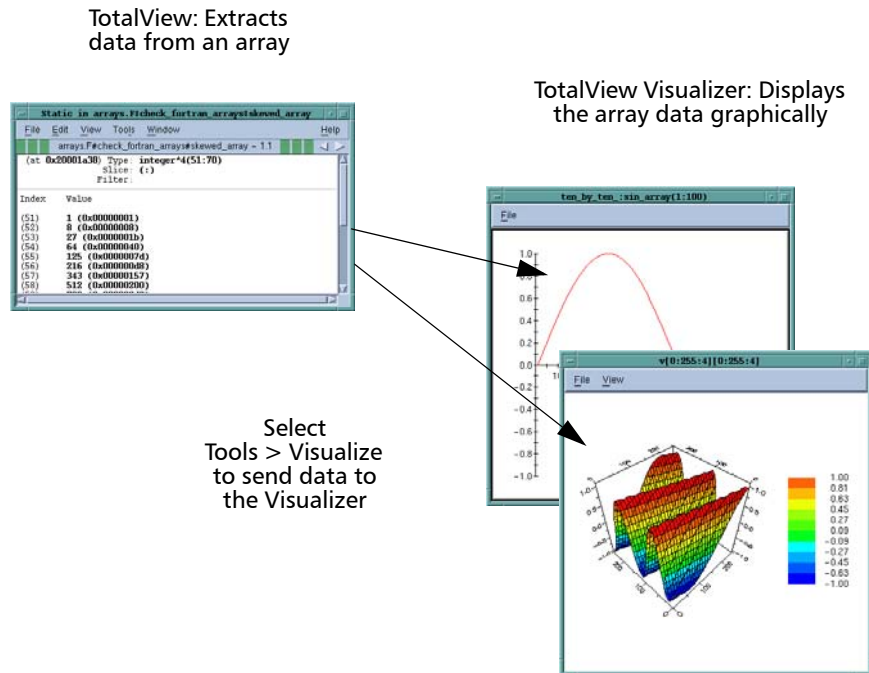 TotalView: Extracts
data from an array
TotalView Visualizer: Displays
the array data graphically
Static in arrays.F#check_fortran_arrays#skewed_array
File Edit View Tools Window Help
arrays.F#check_fortran_arrays#skewed_array - 1.1
(at 0x20001a38) Type: integer*4(51:70)
Slice: (:)
Filter:
Index Value
(51) 1 (0x00000001)
(52) 8 (0x00000008)
(53) 27 (0x0000001b)
(54) 64 (0x00000040)
(55) 125 (0x0000007d)
(56) 216 (0x000000d8)
(57) 343 (0x00000157)
(58) 512 (0x00000200)
ten_by_ten_:sin_array(1:100)
File
1.0
0.8
0.6
0.4
0.2
0.0
-0.2
-0.4
-0.6
-0.8
-1.0
Select
Tools > Visualize
to send data to
the Visualizer
v[0:255:4][0:255:4]
File View
1.00
0.81
0.63
0.45
0.27
0.09
-0.09
-0.27
-0.45
-0.63
-1.00